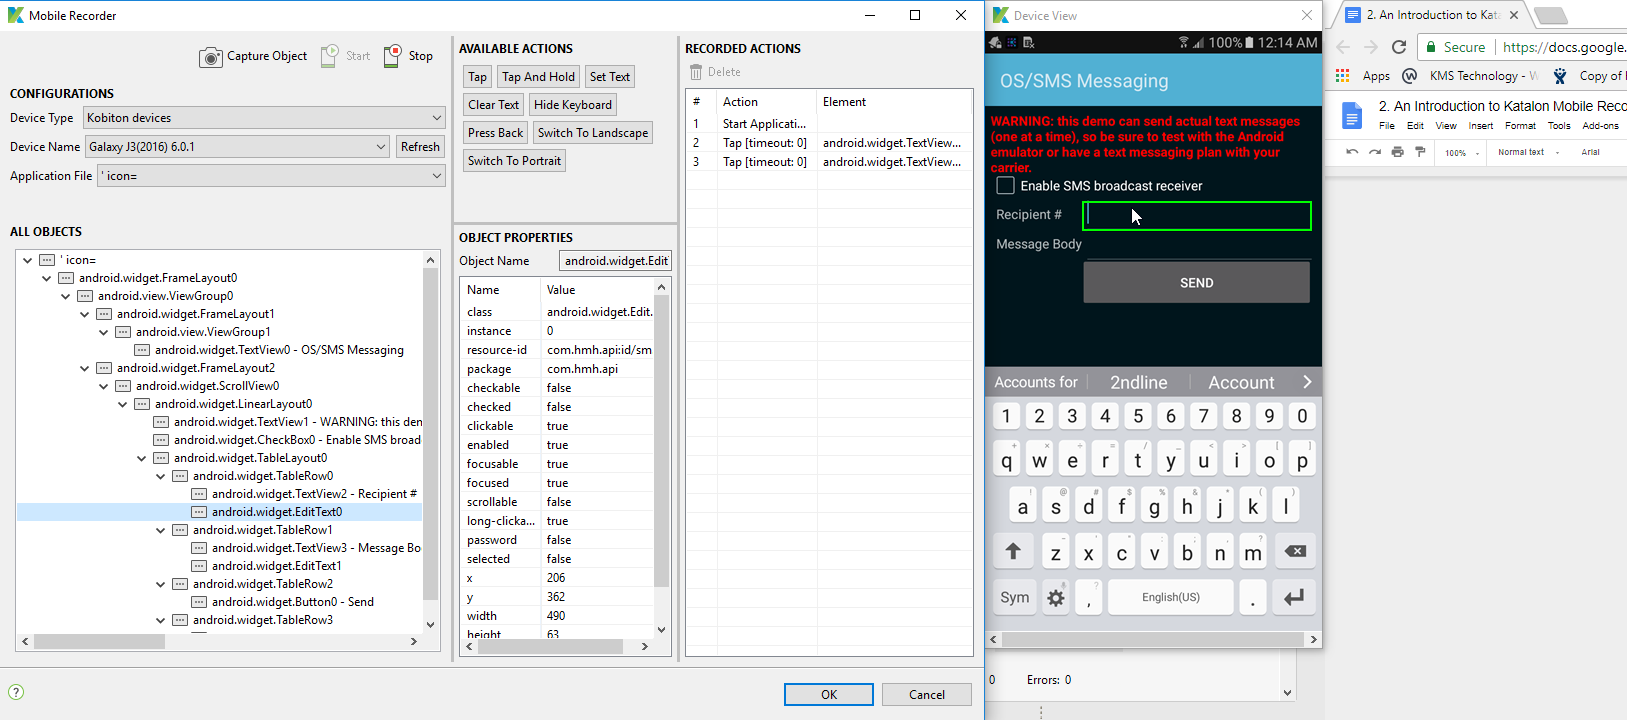 Mobile Recorder
Capture Object
Start
Stop
CONFIGURATIONS
Device Type
Kobiton devices
Device Name
Galaxy J3(2016) 6.0.1
Refresh
Application File
' icon=
ALL OBJECTS
' icon=
android.widget.FrameLayout0
android.view.ViewGroup0
android.widget.FrameLayout1
android.view.ViewGroup1
android.widget.TextView0 - OS/SMS Messaging
android.widget.FrameLayout2
android.widget.ScrollView0
android.widget.LinearLayout0
android.widget.TextView1 - WARNING: this den
android.widget.CheckBox0 - Enable SMS broad
android.widget.TableLayout0
android.widget.TableRow0
android.widget.TextView2 - Recipient #
android.widget.EditText0
android.widget.TableRow1
android.widget.TextView3 - Message Bo
android.widget.EditText1
android.widget.TableRow2
android.widget.Button0 - Send
android.widget.TableRow3
AVAILABLE ACTIONS
Tap
Tap And Hold
Set Text
Clear Text
Hide Keyboard
Press Back
Switch To Landscape
Switch To Portrait
OBJECT PROPERTIES
Object Name
android.widget.Edit
Name Value
class android.widget.Edit.
instance 0
resource-id com.hmh.api:id/sm
package com.hmh.api
checkable false
checked false
clickable true
enabled true
focusable true
focused true
scrollable false
long-clicka... true
password false
selected false
x 206
y 362
width 490
height 63
RECORDED ACTIONS
Delete
# Action Element
1 Start Applicati...
2 Tap [timeout: 0] android.widget.TextView...
3 Tap [timeout: 0] android.widget.TextView...
OK
Cancel
?
Device View
100% 12:14 AM
OS/SMS Messaging
WARNING: this demo can send actual text messages
(one at a time), so be sure to test with the Android
emulator or have a text messaging plan with your
carrier.
Enable SMS broadcast receiver
Recipient #
Message Body
SEND
Accounts for 2ndline Account
1 2 3 4 5 6 7 8 9 0
q w e r t y u i o p
a s d f g h j k l
z x c v b n m
Sym , English(US) .
0 Errors: 0
2. An Introduction to Katal
Secure https://docs.google.
Apps KMS Technology - W Copy of
2. An Introduction to Katalon Mobile Reco
File Edit View Insert Format Tools Add-ons
100% Normal text Arial